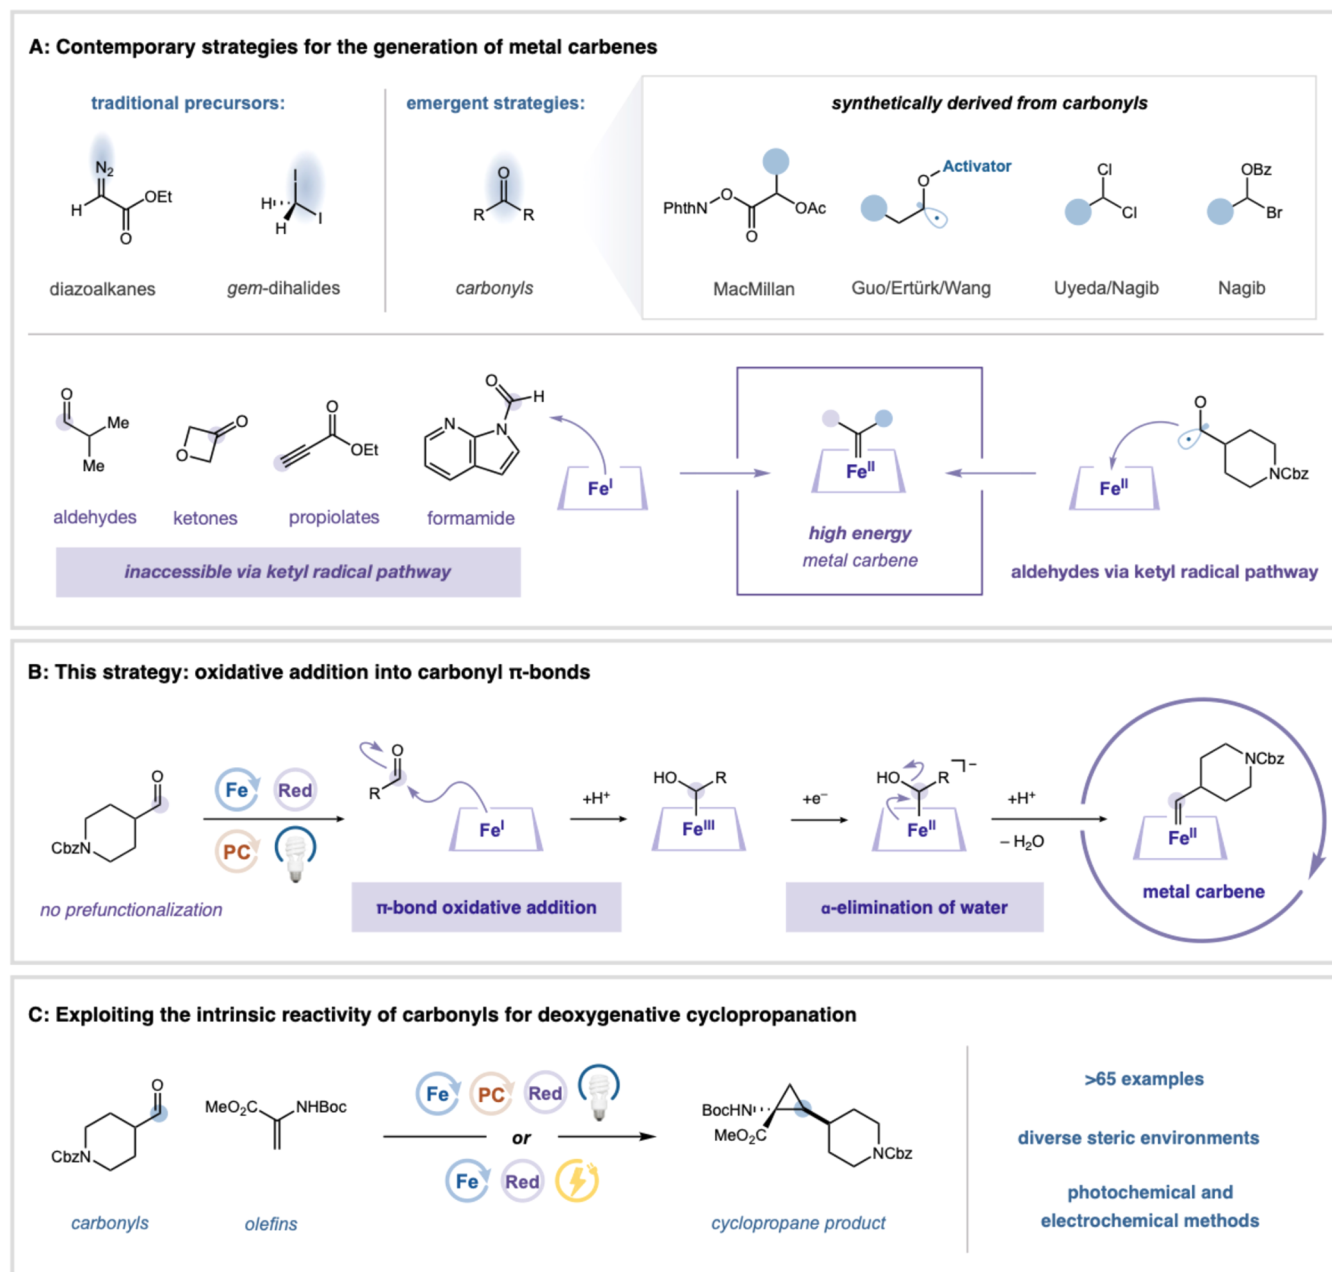 A: Contemporary strategies for the generation of metal carbenes
traditional precursors:
emergent strategies:
synthetically derived from carbonyls
N₂
H
OEt
O
I
H
H
I
O
R
R
PhthN
O
O
OAc
O
Activator
Cl
Cl
OBz
Br
diazoalkanes
gem-dihalides
carbonyls
MacMillan
Guo/Ertürk/Wang
Uyeda/Nagib
Nagib
O
Me
Me
O
O
O
OEt
O
H
N
N
Feᴵ
Feᴵᴵ
Feᴵᴵ
O
NCbz
aldehydes
ketones
propiolates
formamide
high energy
metal carbene
inaccessible via ketyl radical pathway
aldehydes via ketyl radical pathway
B: This strategy: oxidative addition into carbonyl π-bonds
O
CbzN
Fe
Red
PC
O
R
Feᴵ
+H⁺
HO
R
Feᴵᴵᴵ
+e⁻
HO
R
¬−
Feᴵᴵ
+H⁺
− H₂O
NCbz
Feᴵᴵ
no prefunctionalization
π-bond oxidative addition
α-elimination of water
metal carbene
C: Exploiting the intrinsic reactivity of carbonyls for deoxygenative cyclopropanation
O
CbzN
MeO₂C
NHBoc
Fe
PC
Red
or
Fe
Red
BocHN
MeO₂C
NCbz
carbonyls
olefins
cyclopropane product
>65 examples
diverse steric environments
photochemical and
electrochemical methods